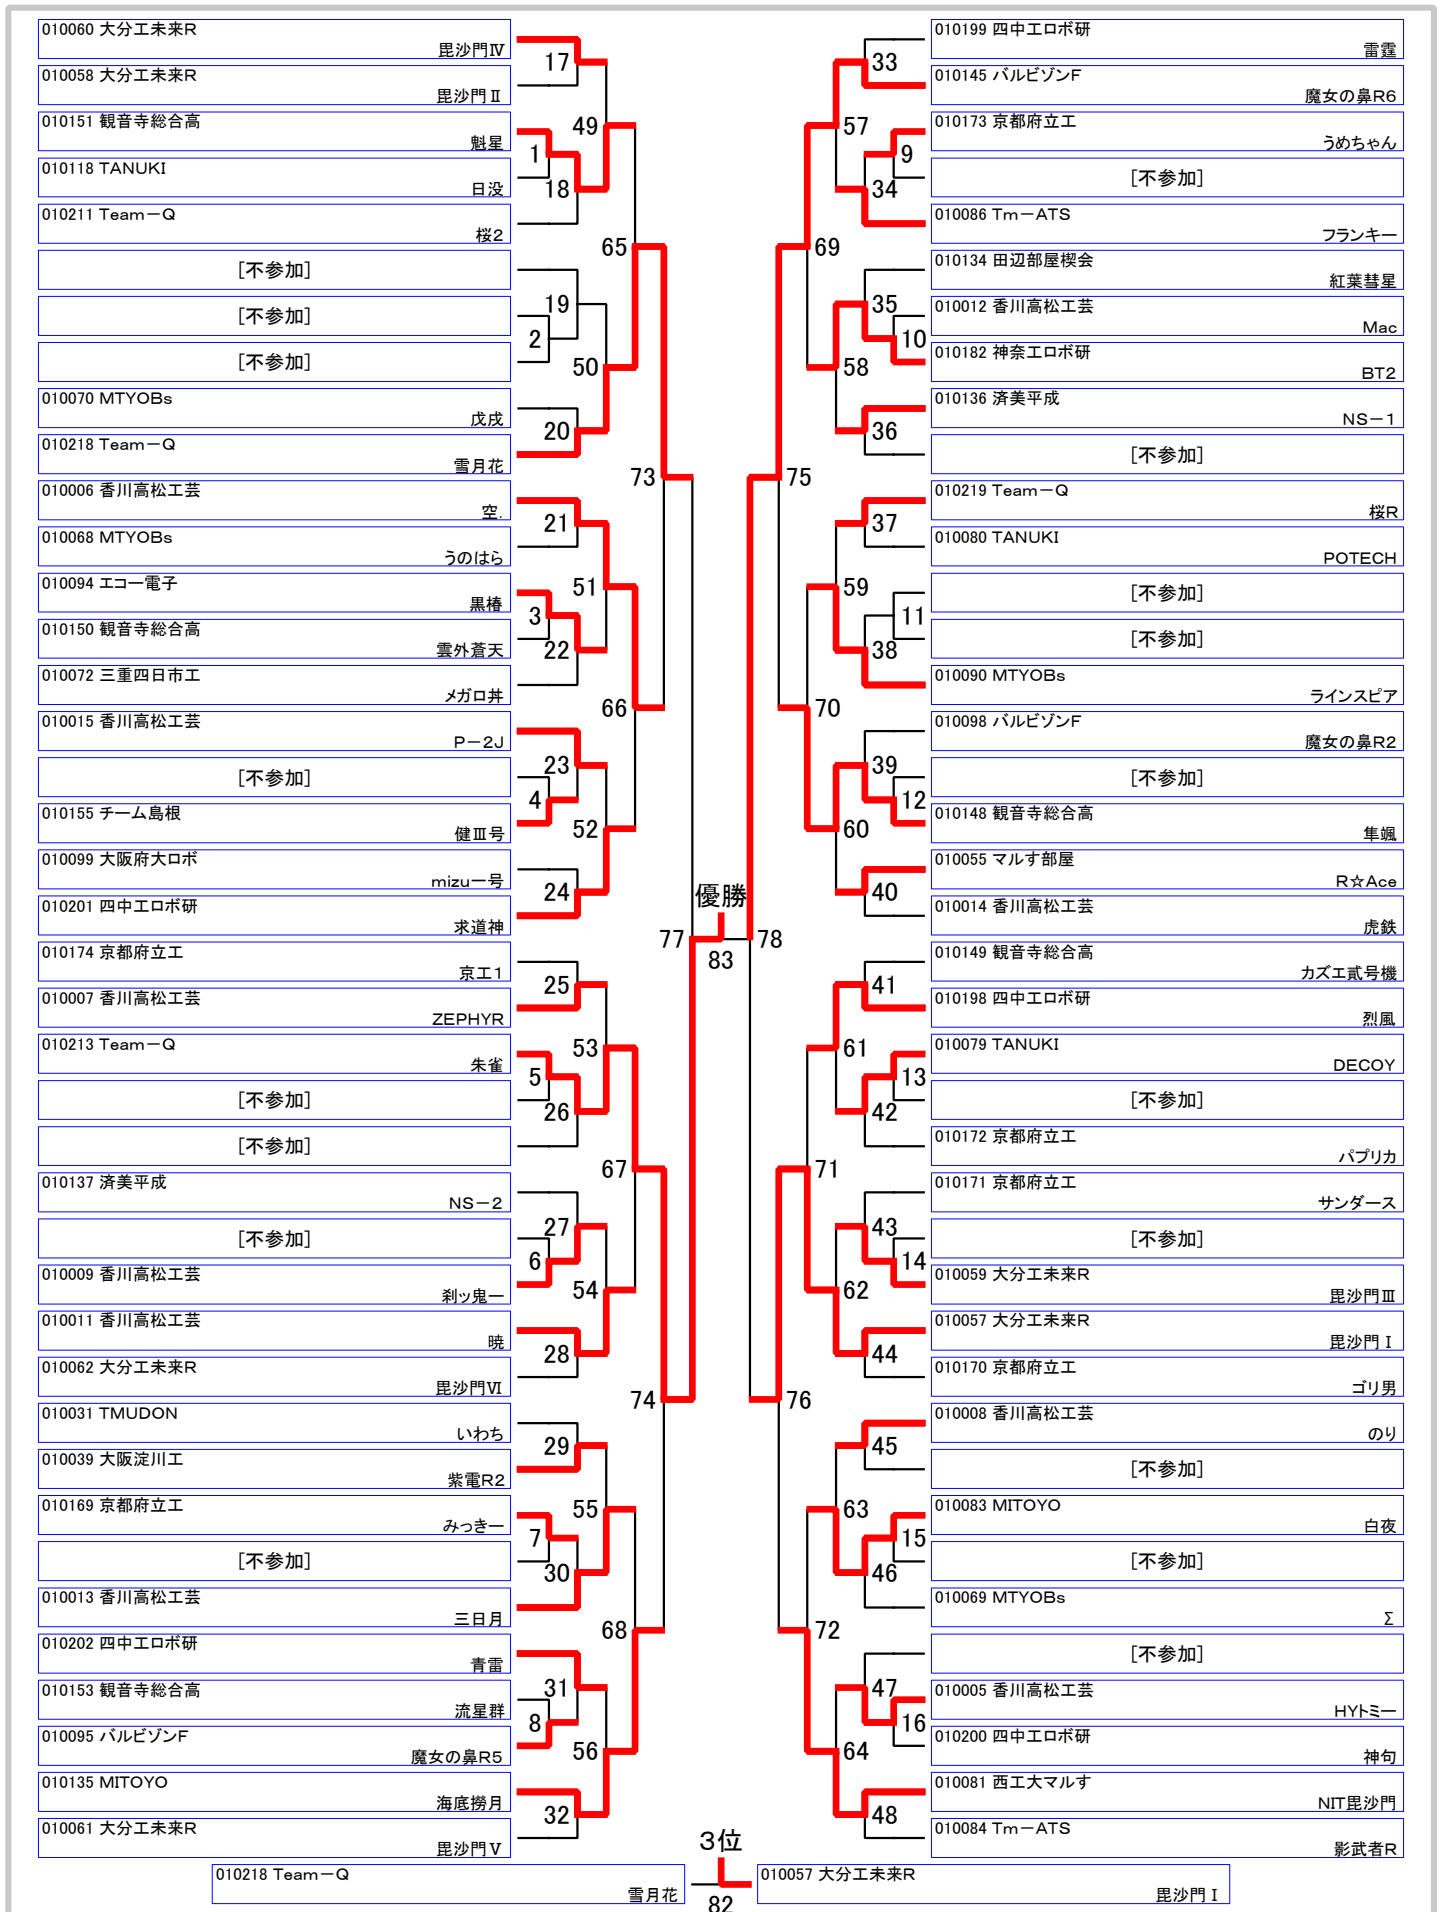 010060 大分工未来R
毘沙門Ⅳ
010058 大分工未来R
毘沙門Ⅱ
010151 観音寺総合高
魁星
010118 TANUKI
日没
010211 Team－Q
桜2
[不参加]
[不参加]
[不参加]
010070 MTYOBs
戊戌
010218 Team－Q
雪月花
010006 香川高松工芸
空.
010068 MTYOBs
うのはら
010094 エコー電子
黒椿
010150 観音寺総合高
雲外蒼天
010072 三重四日市工
メガロ丼
010015 香川高松工芸
P－2J
[不参加]
010155 チーム島根
健Ⅲ号
010099 大阪府大ロボ
mizu一号
010201 四中工ロボ研
求道神
010174 京都府立工
京工1
010007 香川高松工芸
ZEPHYR
010213 Team－Q
朱雀
[不参加]
[不参加]
010137 済美平成
NS－2
[不参加]
010009 香川高松工芸
刹ッ鬼一
010011 香川高松工芸
暁
010062 大分工未来R
毘沙門Ⅵ
010031 TMUDON
いわち
010039 大阪淀川工
紫電R2
010169 京都府立工
みっきー
[不参加]
010013 香川高松工芸
三日月
010202 四中工ロボ研
青雷
010153 観音寺総合高
流星群
010095 バルビゾンF
魔女の鼻R5
010135 MITOYO
海底撈月
010061 大分工未来R
毘沙門Ⅴ
17
1
18
49
19
2
20
50
65
21
3
22
51
23
4
24
52
66
73
25
5
26
53
27
6
28
54
67
29
7
30
55
31
8
32
56
68
74
77
優勝
83
78
33
9
34
57
35
10
36
58
69
37
11
38
59
39
12
40
60
70
75
41
13
42
61
43
14
44
62
71
45
15
46
63
47
16
48
64
72
76
010199 四中工ロボ研
雷霆
010145 バルビゾンF
魔女の鼻R6
010173 京都府立工
うめちゃん
[不参加]
010086 Tm－ATS
フランキー
010134 田辺部屋楔会
紅葉彗星
010012 香川高松工芸
Mac
010182 神奈工ロボ研
BT2
010136 済美平成
NS－1
[不参加]
010219 Team－Q
桜R
010080 TANUKI
POTECH
[不参加]
[不参加]
010090 MTYOBs
ラインスピア
010098 バルビゾンF
魔女の鼻R2
[不参加]
010148 観音寺総合高
隼颯
010055 マルす部屋
R☆Ace
010014 香川高松工芸
虎鉄
010149 観音寺総合高
カズエ貳号機
010198 四中工ロボ研
烈風
010079 TANUKI
DECOY
[不参加]
010172 京都府立工
パプリカ
010171 京都府立工
サンダース
[不参加]
010059 大分工未来R
毘沙門Ⅲ
010057 大分工未来R
毘沙門Ⅰ
010170 京都府立工
ゴリ男
010008 香川高松工芸
のり
[不参加]
010083 MITOYO
白夜
[不参加]
010069 MTYOBs
Σ
[不参加]
010005 香川高松工芸
HYトミー
010200 四中工ロボ研
神旬
010081 西工大マルす
NIT毘沙門
010084 Tm－ATS
影武者R
3位
010218 Team－Q
雪月花
82
010057 大分工未来R
毘沙門Ⅰ